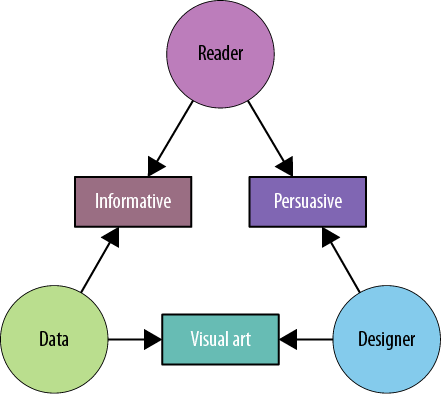 Reader
Informative
Persuasive
Data
Visual art
Designer